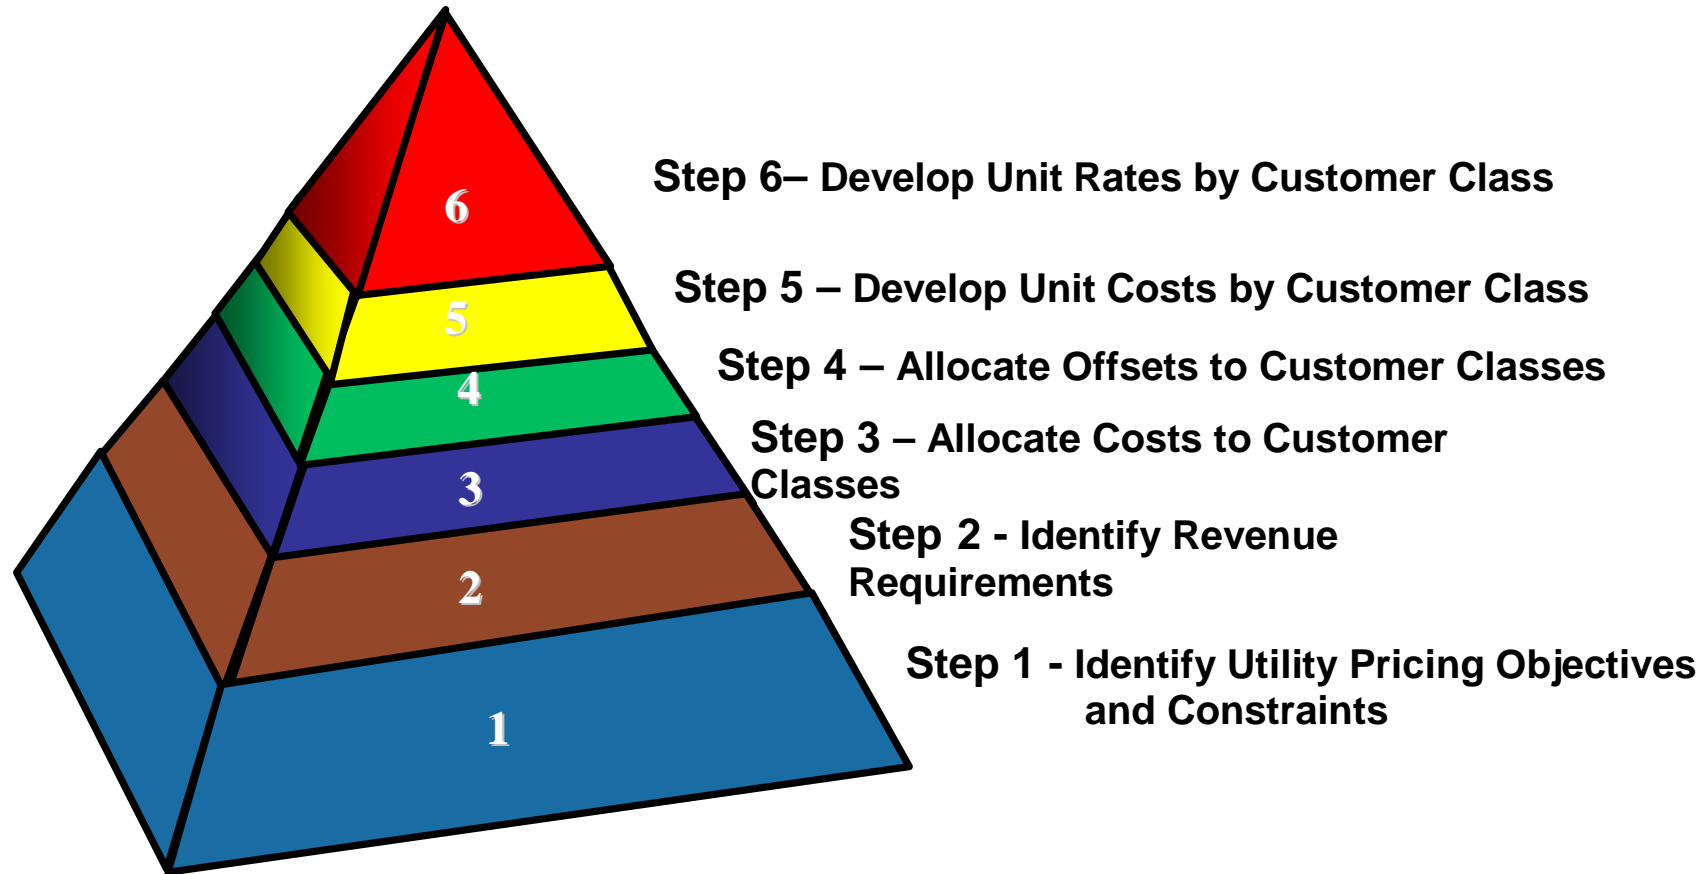 6
Step 6– Develop Unit Rates by Customer Class
5
Step 5 – Develop Unit Costs by Customer Class
4
Step 4 – Allocate Offsets to Customer Classes
3
Step 3 – Allocate Costs to Customer
Classes
2
Step 2 - Identify Revenue
Requirements
1
Step 1 - Identify Utility Pricing Objectives
and Constraints